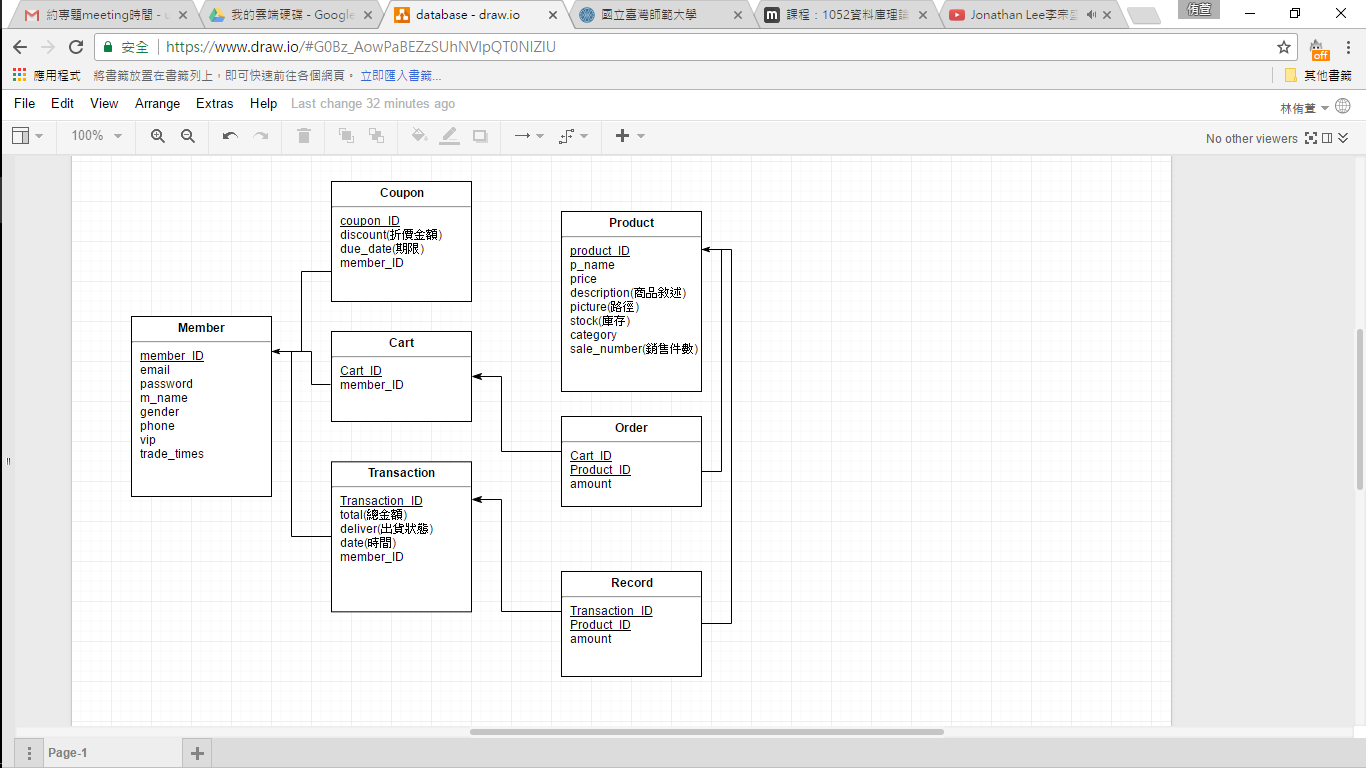 約專題meeting時間 - u
我的雲端硬碟 - Google
database - draw.io
國立臺灣師範大學
課程：1052資料庫理論
Jonathan Lee李宗盛
侑萱
安全 https://www.draw.io/#G0Bz_AowPaBEZzSUhNVlpQT0NIZlU
off
應用程式 將書籤放置在書籤列上，即可快速前往各個網頁。 立即匯入書籤... 其他書籤
File Edit View Arrange Extras Help Last change 32 minutes ago
林侑萱
100%
No other viewers
Coupon
coupon_ID
discount(折價金額)
due_date(期限)
member_ID
Product
product_ID
p_name
price
description(商品敘述)
picture(路徑)
stock(庫存)
category
sale_number(銷售件數)
Member
member_ID
email
password
m_name
gender
phone
vip
trade_times
Cart
Cart_ID
member_ID
Order
Cart_ID
Product_ID
amount
Transaction
Transaction_ID
total(總金額)
deliver(出貨狀態)
date(時間)
member_ID
Record
Transaction_ID
Product_ID
amount
Page-1